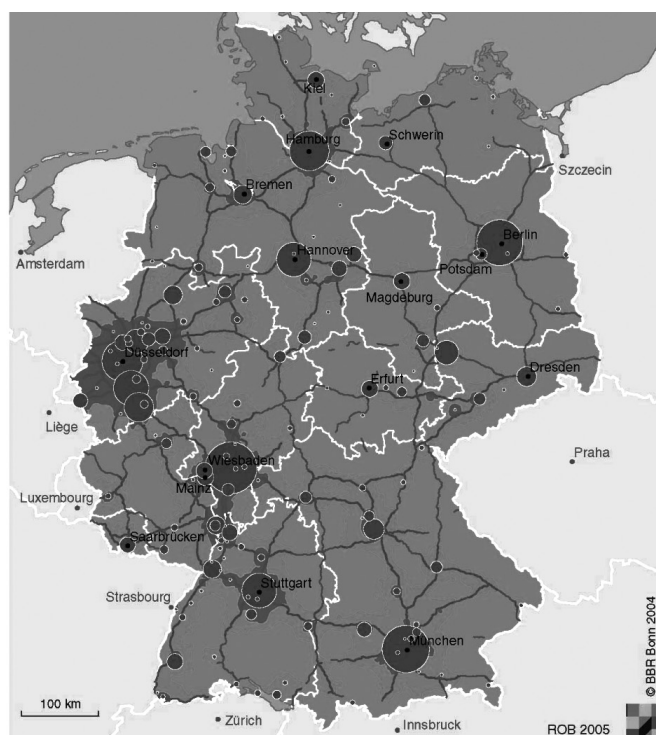 Kiel
Hamburg
Schwerin
Szczecin
Bremen
Berlin
Amsterdam
Hannover
Potsdam
Magdeburg
Düsseldorf
Dresden
Erfurt
Liège
Wiesbaden
Praha
Mainz
Luxembourg
Saarbrücken
Stuttgart
Strasbourg
München
100 km
Zürich
Innsbruck
ROB 2005
© BBR Bonn 2004